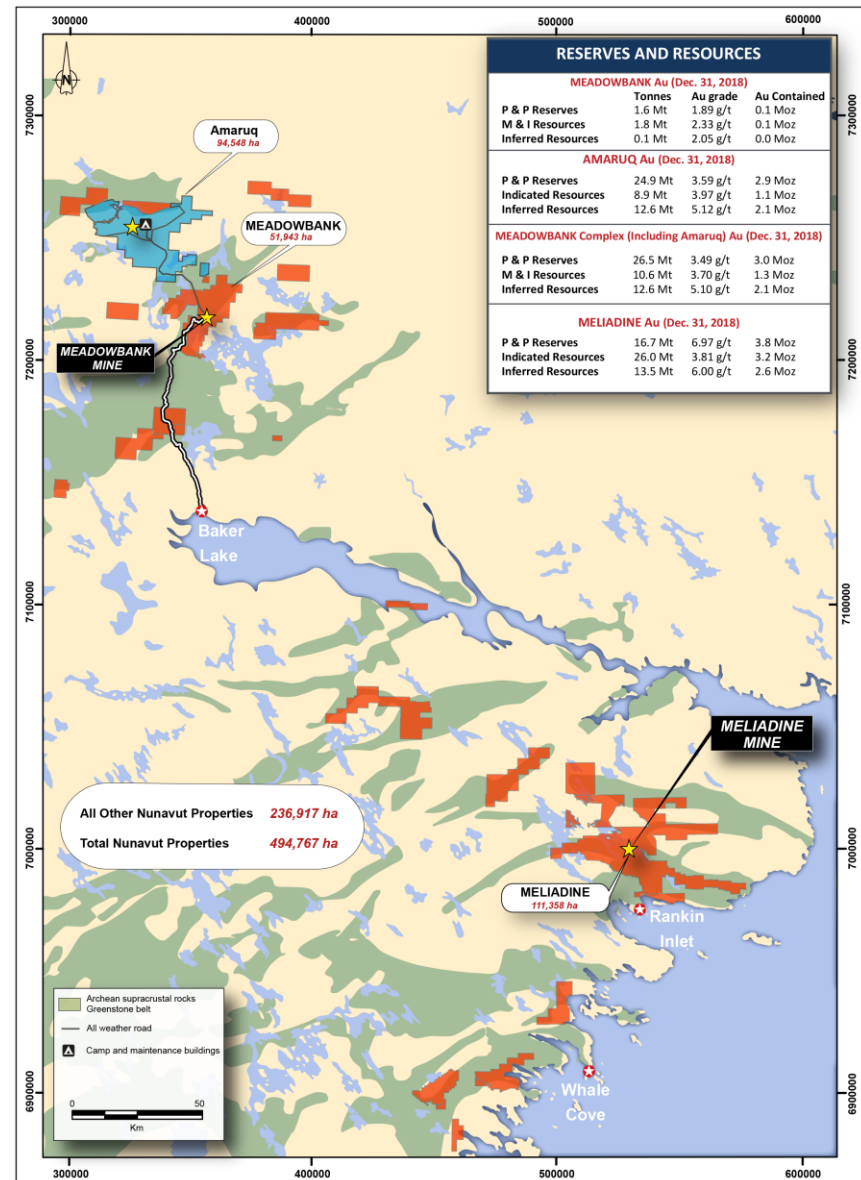 300000 400000 500000 600000
N
RESERVES AND RESOURCES
MEADOWBANK Au (Dec. 31, 2018)
Tonnes Au grade Au Contained
P & P Reserves 1.6 Mt 1.89 g/t 0.1 Moz
M & I Resources 1.8 Mt 2.33 g/t 0.1 Moz
Inferred Resources 0.1 Mt 2.05 g/t 0.0 Moz
AMARUQ Au (Dec. 31, 2018)
P & P Reserves 24.9 Mt 3.59 g/t 2.9 Moz
Indicated Resources 8.9 Mt 3.97 g/t 1.1 Moz
Inferred Resources 12.6 Mt 5.12 g/t 2.1 Moz
MEADOWBANK Complex (Including Amaruq) Au (Dec. 31, 2018)
P & P Reserves 26.5 Mt 3.49 g/t 3.0 Moz
M & I Resources 10.6 Mt 3.70 g/t 1.3 Moz
Inferred Resources 12.6 Mt 5.10 g/t 2.1 Moz
MELIADINE Au (Dec. 31, 2018)
P & P Reserves 16.7 Mt 6.97 g/t 3.8 Moz
Indicated Resources 26.0 Mt 3.81 g/t 3.2 Moz
Inferred Resources 13.5 Mt 6.00 g/t 2.6 Moz
7300000 7300000
Amaruq
94,548 ha
MEADOWBANK
51,943 ha
MEADOWBANK
MINE
7200000 7200000
Baker
Lake
7100000 7100000
MELIADINE
MINE
All Other Nunavut Properties 236,917 ha
Total Nunavut Properties 494,767 ha
7000000 7000000
MELIADINE
111,358 ha
Rankin
Inlet
Archean supracrustal rocks
Greenstone belt
All weather road
Camp and maintenance buildings
0 50
Km
Whale
Cove
6900000 6900000
300000 400000 500000 600000